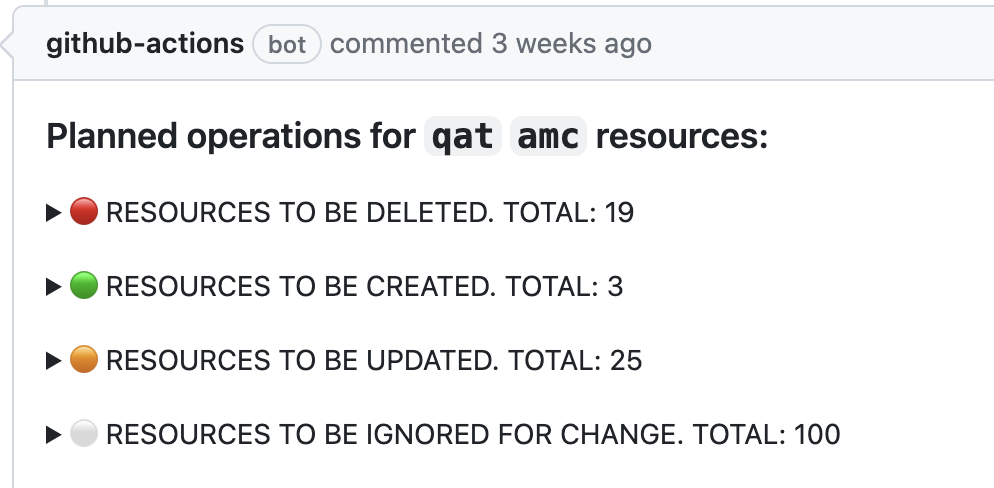 github-actions bot commented 3 weeks ago
Planned operations for qat amc resources:
RESOURCES TO BE DELETED. TOTAL: 19
RESOURCES TO BE CREATED. TOTAL: 3
RESOURCES TO BE UPDATED. TOTAL: 25
RESOURCES TO BE IGNORED FOR CHANGE. TOTAL: 100